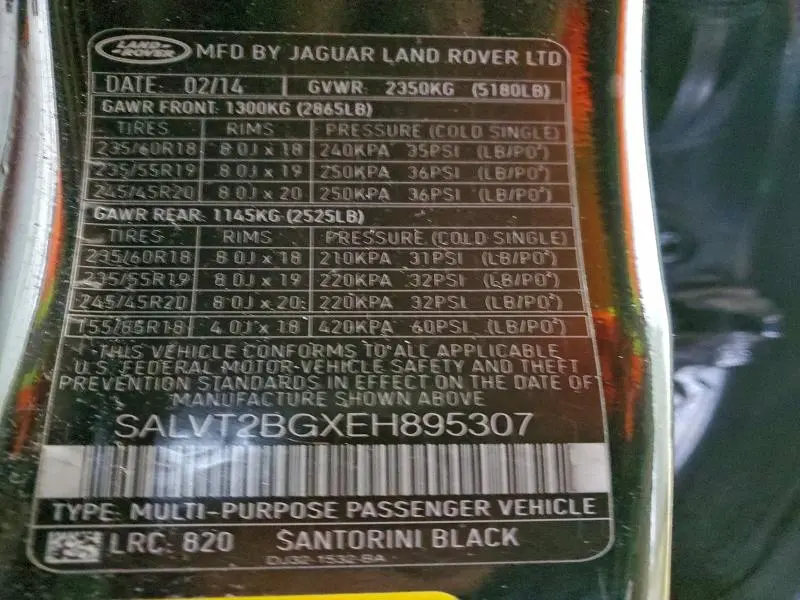 LAND ROVER MFD BY JAGUAR LAND ROVER LTD
DATE: 02/14 GVWR: 2350KG (5180LB)
GAWR FRONT: 1300KG (2865LB)
TIRES RIMS PRESSURE (COLD SINGLE)
235/60R18 8.0J x 18 240KPA 35PSI (LB/PO²)
235/55R19 8.0J x 19 250KPA 36PSI (LB/PO²)
245/45R20 8.0J x 20 250KPA 36PSI (LB/PO²)
GAWR REAR: 1145KG (2525LB)
TIRES RIMS PRESSURE (COLD SINGLE)
235/60R18 8.0J x 18 210KPA 31PSI (LB/PO²)
235/55R19 8.0J x 19 220KPA 32PSI (LB/PO²)
245/45R20 8.0J x 20 220KPA 32PSI (LB/PO²)
T55/85R18 4.0J x 18 420KPA 60PSI (LB/PO²)
THIS VEHICLE CONFORMS TO ALL APPLICABLE
U.S. FEDERAL MOTOR-VEHICLE SAFETY AND THEFT
PREVENTION STANDARDS IN EFFECT ON THE DATE OF
MANUFACTURE SHOWN ABOVE
SALVT2BGXEH895307
TYPE: MULTI-PURPOSE PASSENGER VEHICLE
LRC: 820 SANTORINI BLACK
DJ32-1532-BA